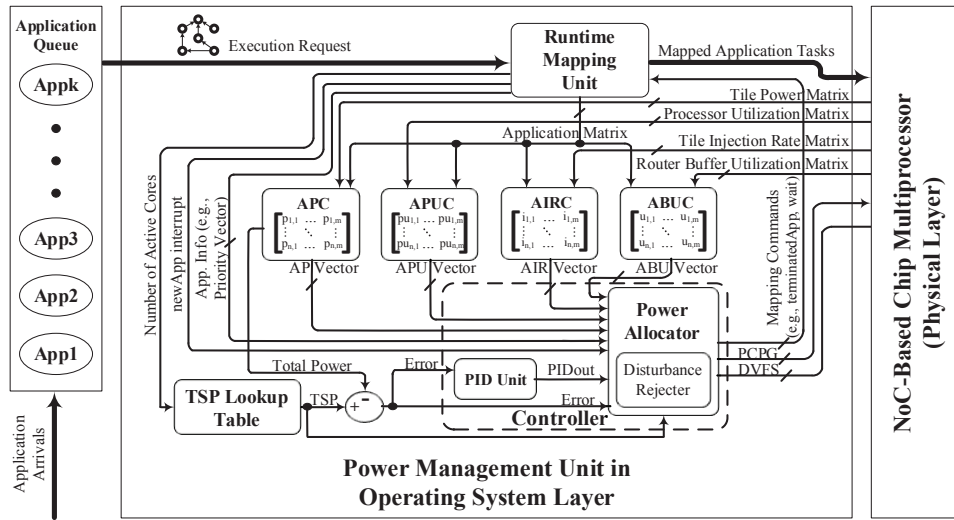 Application
Queue
Appk
App3
App2
App1
Application
Arrivals
Execution Request
Runtime
Mapping
Unit
Mapped Application Tasks
Tile Power Matrix
Processor Utilization Matrix
Application Matrix
Tile Injection Rate Matrix
Router Buffer Utilization Matrix
Number of Active Cores
newApp interrupt
App. Info (e.g.,
Priority Vector)
APC
p1,1 ... p1,m
pn,1 ... pn,m
APUC
pu1,1 ... pu1,m
pun,1 ... pun,m
AIRC
i1,1 ... i1,m
in,1 ... in,m
ABUC
u1,1 ... u1,m
un,1 ... un,m
AP Vector
APU Vector
AIR Vector
ABU Vector
Mapping Commands
(e.g., terminatedApp, wait)
Power
Allocator
Disturbance
Rejecter
PCPG
DVFS
Total Power
Error
PID Unit
PIDout
TSP Lookup
Table
TSP
+ -
Error
Controller
Power Management Unit in
Operating System Layer
NoC-Based Chip Multiprocessor
(Physical Layer)